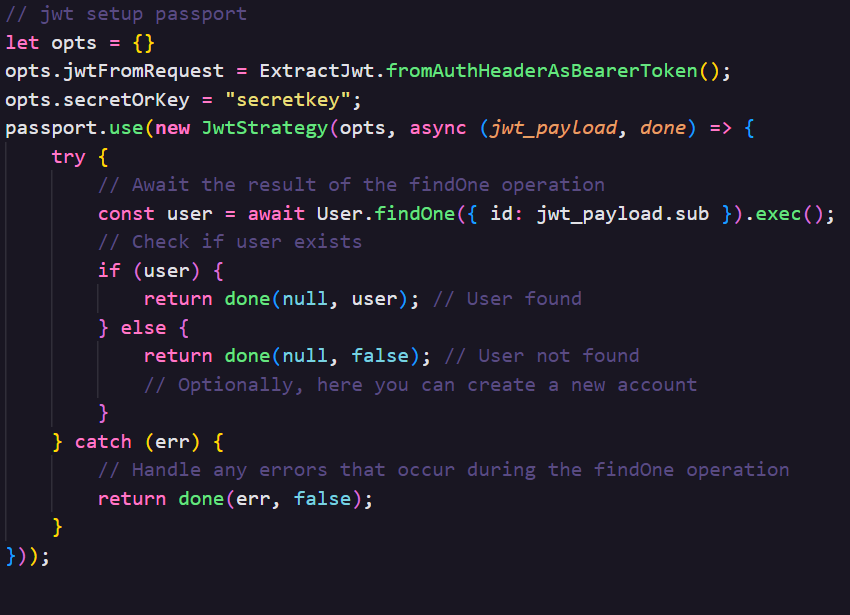 // jwt setup passport
let opts = {}
opts.jwtFromRequest = ExtractJwt.fromAuthHeaderAsBearerToken();
opts.secretOrKey = "secretkey";
passport.use(new JwtStrategy(opts, async (jwt_payload, done) => {
    try {
        // Await the result of the findOne operation
        const user = await User.findOne({ id: jwt_payload.sub }).exec();
        // Check if user exists
        if (user) {
            return done(null, user); // User found
        } else {
            return done(null, false); // User not found
            // Optionally, here you can create a new account
        }
    } catch (err) {
        // Handle any errors that occur during the findOne operation
        return done(err, false);
    }
}));